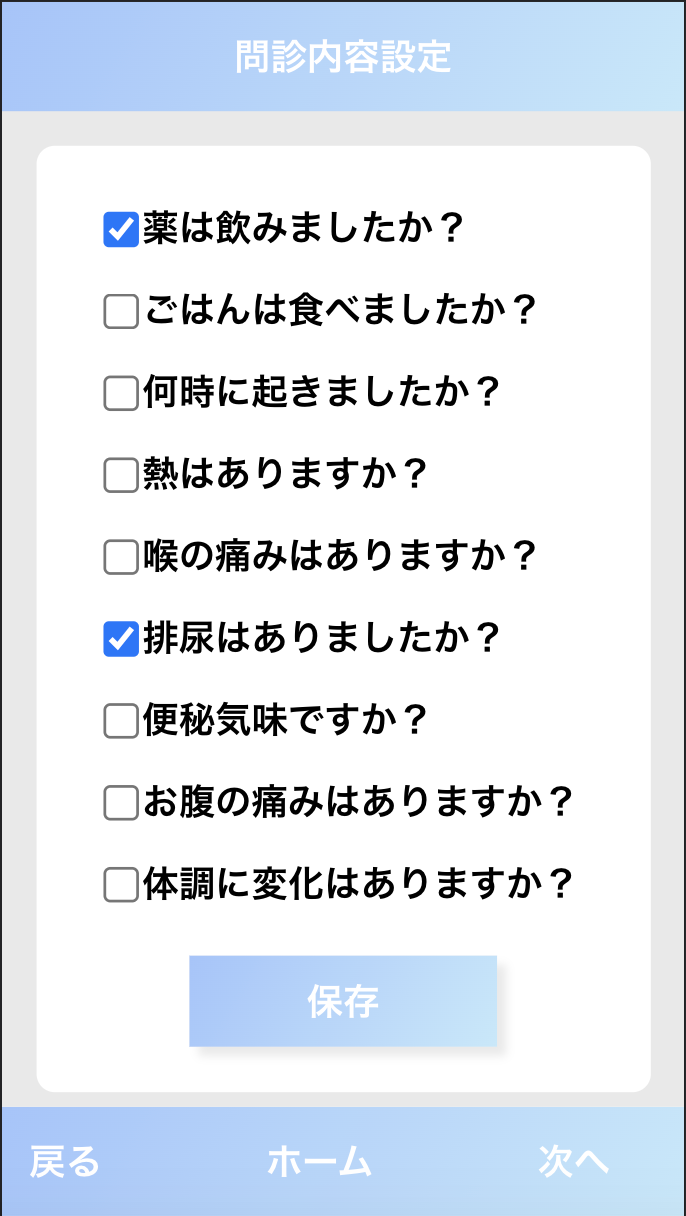 問診内容設定
薬は飲みましたか？
ごはんは食べましたか？
何時に起きましたか？
熱はありますか？
喉の痛みはありますか？
排尿はありましたか？
便秘気味ですか？
お腹の痛みはありますか？
体調に変化はありますか？
保存
戻る ホーム 次へ